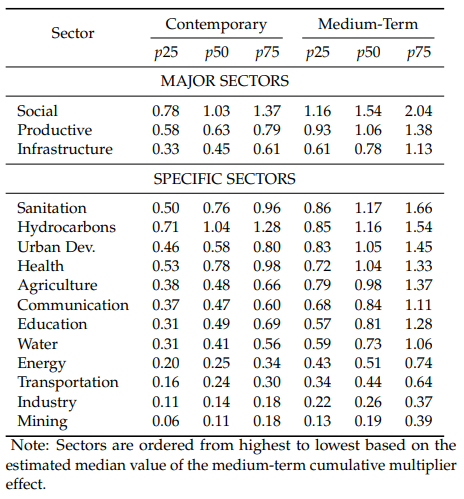 Sector Contemporary Medium-Term
p25 p50 p75 p25 p50 p75
MAJOR SECTORS
Social 0.78 1.03 1.37 1.16 1.54 2.04
Productive 0.58 0.63 0.79 0.93 1.06 1.38
Infrastructure 0.33 0.45 0.61 0.61 0.78 1.13
SPECIFIC SECTORS
Sanitation 0.50 0.76 0.96 0.86 1.17 1.66
Hydrocarbons 0.71 1.04 1.28 0.85 1.16 1.54
Urban Dev. 0.46 0.58 0.80 0.83 1.05 1.45
Health 0.53 0.78 0.98 0.72 1.04 1.33
Agriculture 0.38 0.48 0.66 0.79 0.98 1.37
Communication 0.37 0.47 0.60 0.68 0.84 1.11
Education 0.31 0.49 0.69 0.57 0.81 1.28
Water 0.31 0.41 0.56 0.59 0.73 1.06
Energy 0.20 0.25 0.34 0.43 0.51 0.74
Transportation 0.16 0.24 0.30 0.34 0.44 0.64
Industry 0.11 0.14 0.18 0.22 0.26 0.37
Mining 0.06 0.11 0.18 0.13 0.19 0.39
Note: Sectors are ordered from highest to lowest based on the
estimated median value of the medium-term cumulative multiplier
effect.